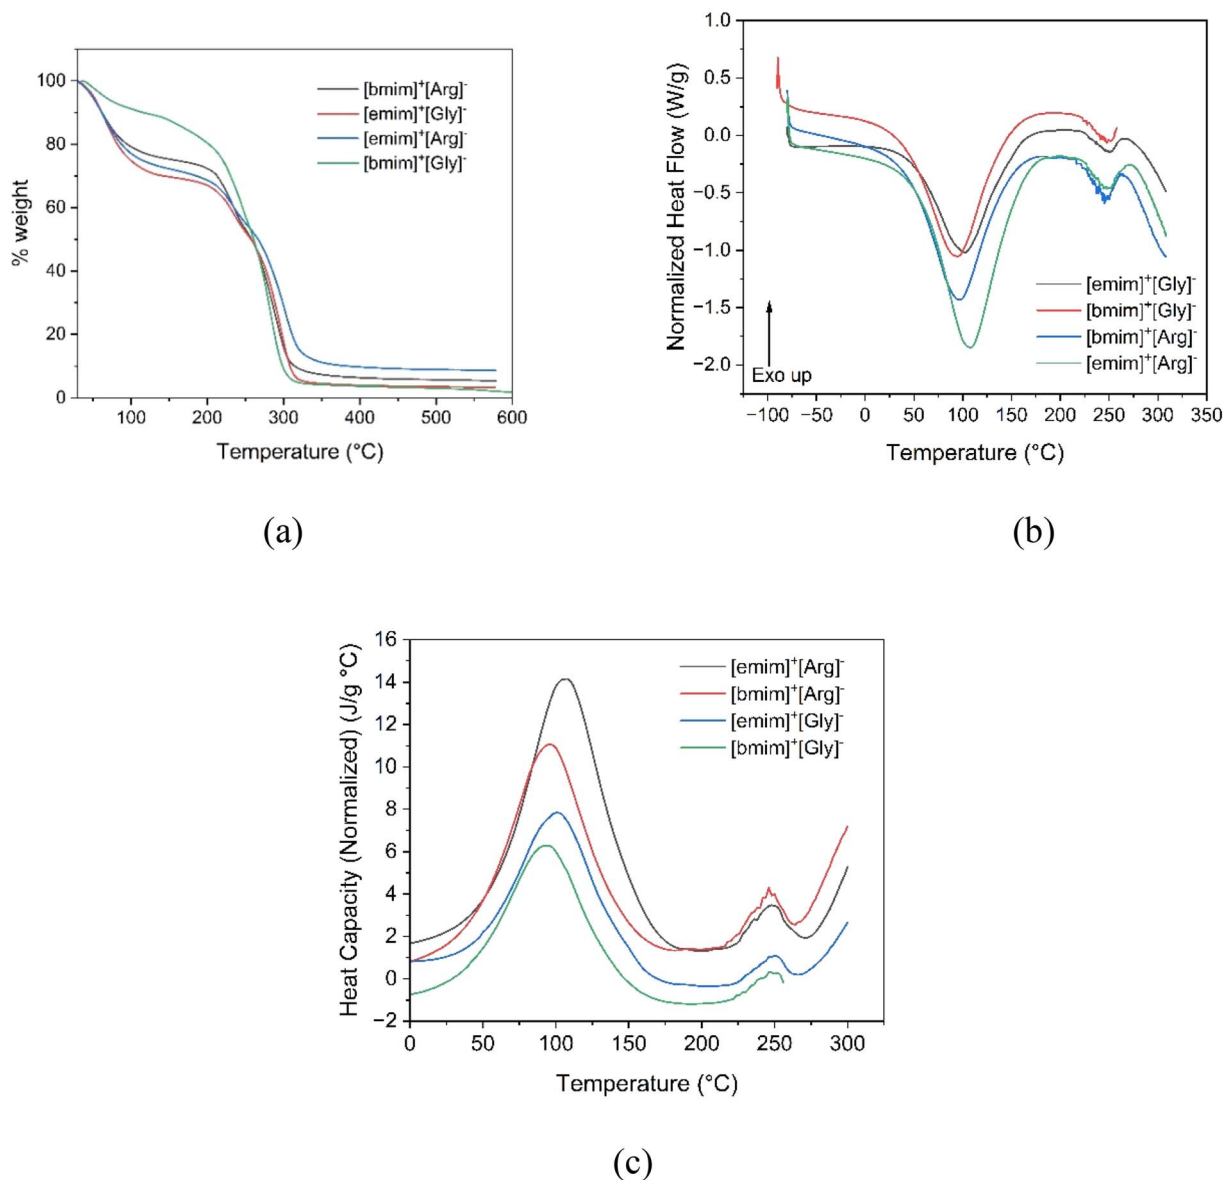 100
80
60
40
20
0
% weight
[bmim]⁺[Arg]⁻
[emim]⁺[Gly]⁻
[emim]⁺[Arg]⁻
[bmim]⁺[Gly]⁻
100 200 300 400 500 600
Temperature (°C)
(a)
1.0
0.5
0.0
−0.5
−1.0
−1.5
−2.0
Normalized Heat Flow (W/g)
[emim]⁺[Gly]⁻
[bmim]⁺[Gly]⁻
[bmim]⁺[Arg]⁻
[emim]⁺[Arg]⁻
Exo up
−100 −50 0 50 100 150 200 250 300 350
Temperature (°C)
(b)
16
14
12
10
8
6
4
2
0
−2
Heat Capacity (Normalized) (J/g °C)
[emim]⁺[Arg]⁻
[bmim]⁺[Arg]⁻
[emim]⁺[Gly]⁻
[bmim]⁺[Gly]⁻
0 50 100 150 200 250 300
Temperature (°C)
(c)